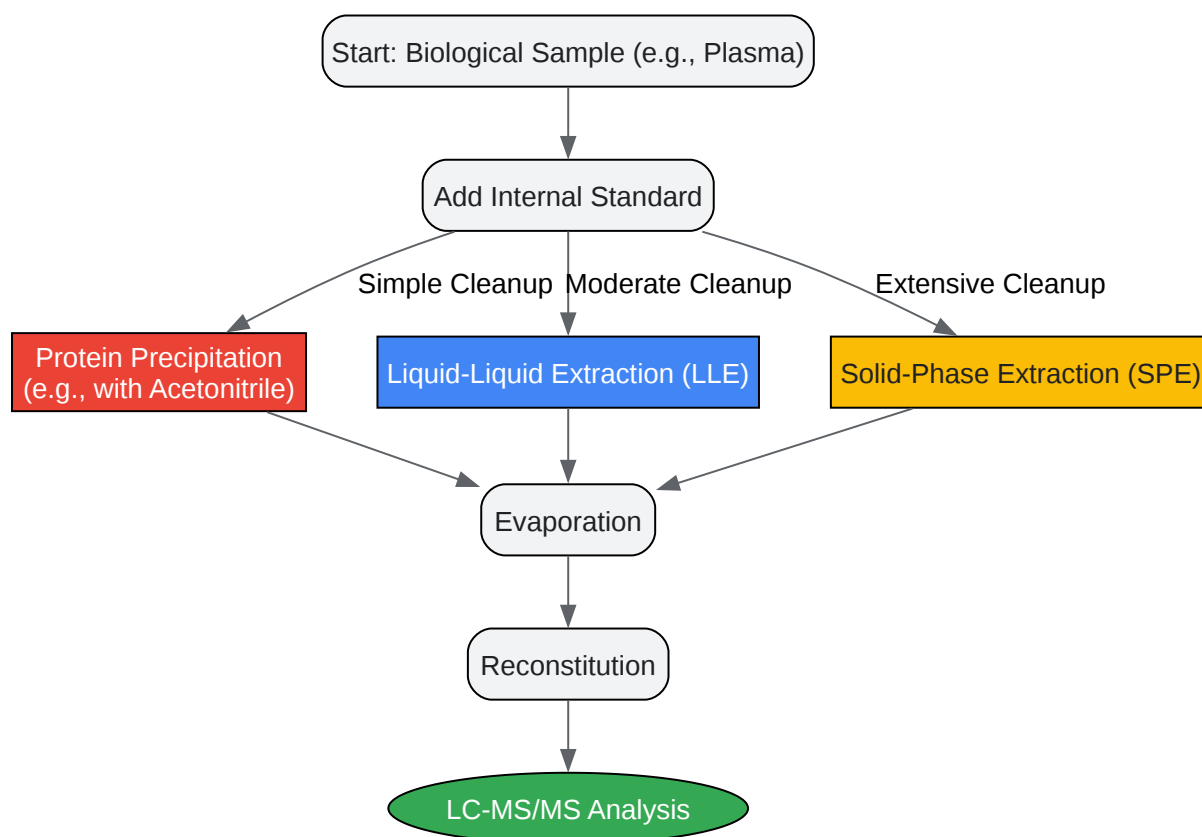 Start: Biological Sample (e.g., Plasma)
Add Internal Standard
Simple Cleanup
Moderate Cleanup
Extensive Cleanup
Protein Precipitation
(e.g., with Acetonitrile)
Liquid-Liquid Extraction (LLE)
Solid-Phase Extraction (SPE)
Evaporation
Reconstitution
LC-MS/MS Analysis